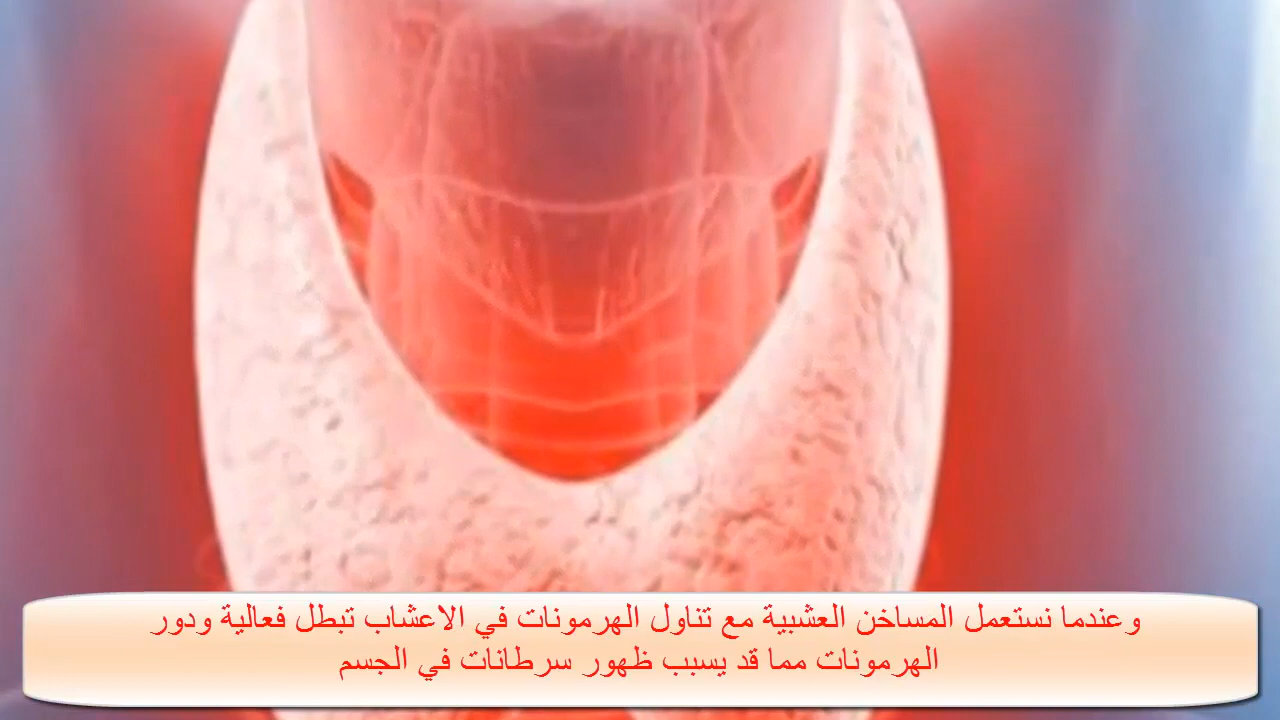 وعندما نستعمل المساخن العشبية مع تناول الهرمونات في الاعشاب تبطل فعالية ودور
الهرمونات مما قد يسبب ظهور سرطانات في الجسم